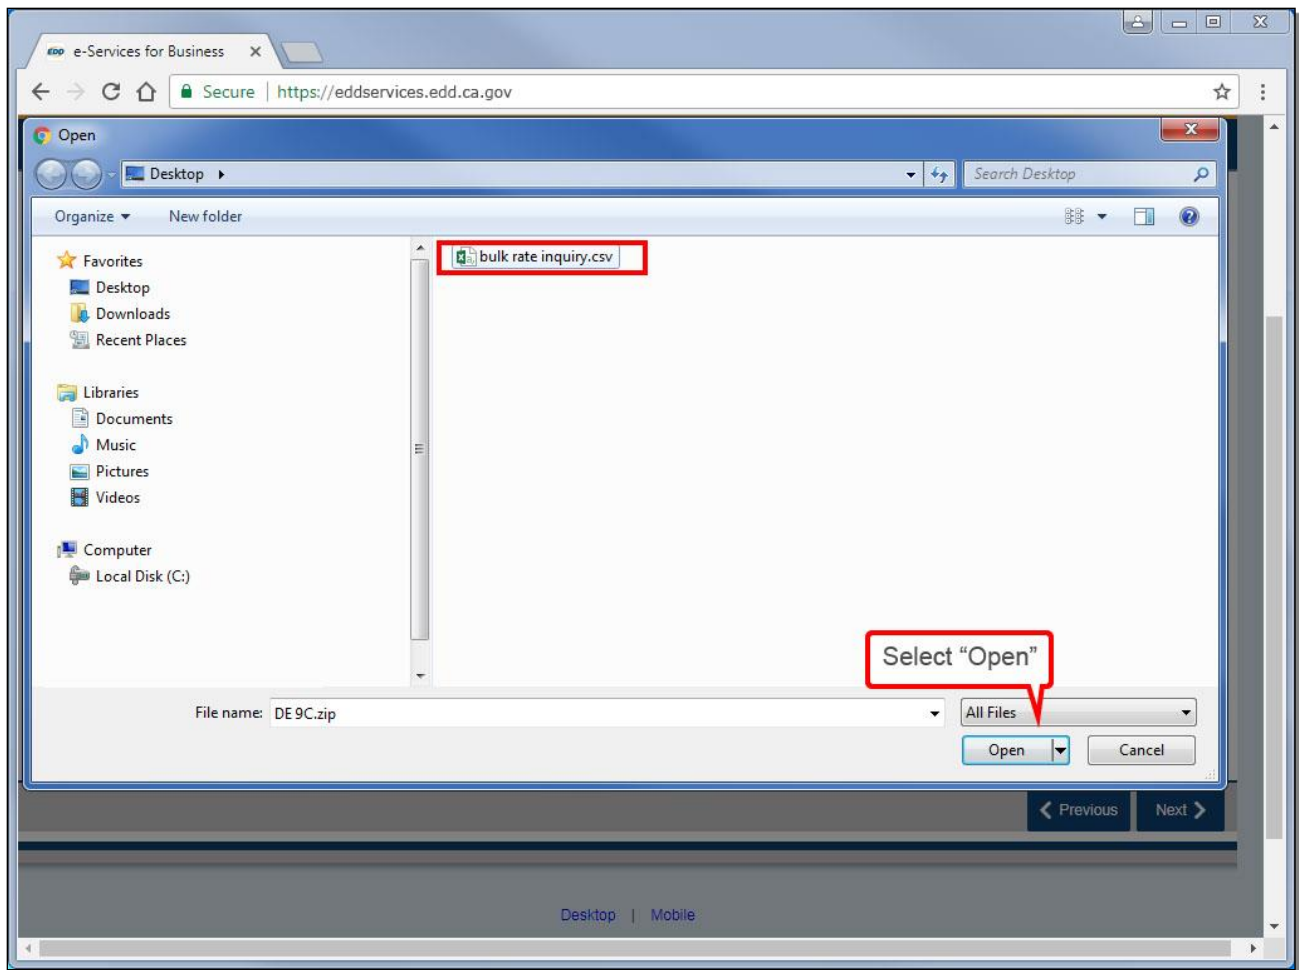 EDD e-Services for Business
Secure | https://eddservices.edd.ca.gov
Open
Desktop
Search Desktop
Organize
New folder
Favorites
Desktop
Downloads
Recent Places
Libraries
Documents
Music
Pictures
Videos
Computer
Local Disk (C:)
bulk rate inquiry.csv
Select “Open”
File name: DE 9C.zip
All Files
Open
Cancel
Previous
Next
Desktop | Mobile